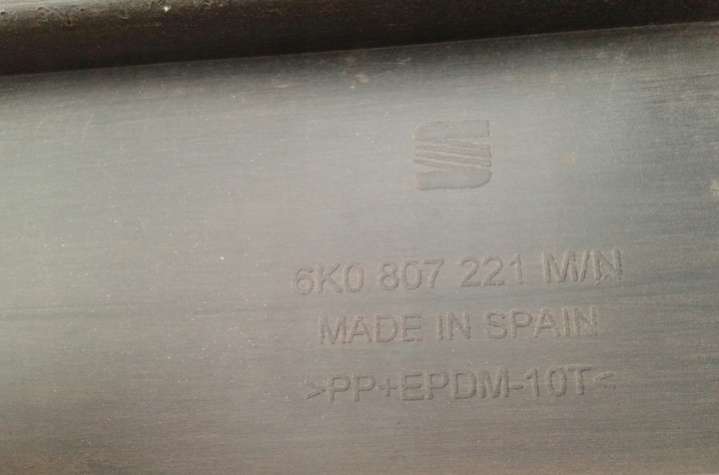 6K0 807 221 M/N
MADE IN SPAIN
>PP+EPDM-10T<